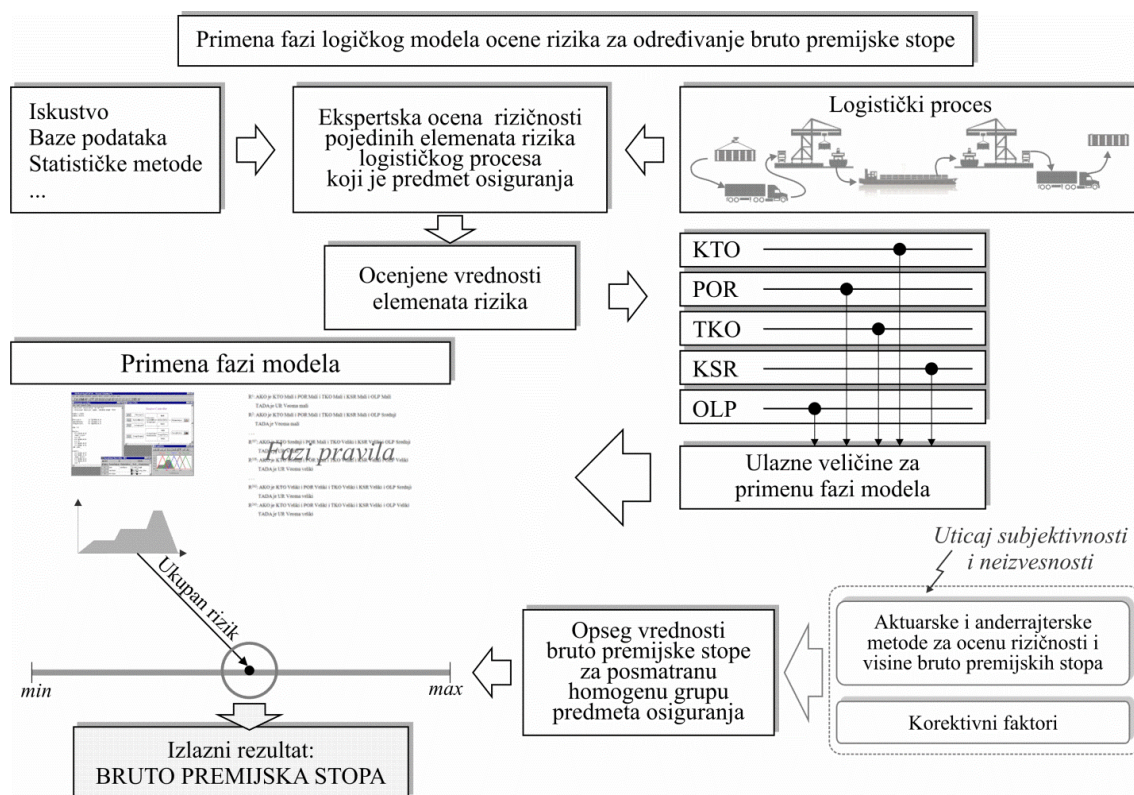 Primena fazi logičkog modela ocene rizika za određivanje bruto premijske stope
Iskustvo
Baze podataka
Statističke metode
...
Ekspertska ocena rizičnosti
pojedinih elemenata rizika
logističkog procesa
koji je predmet osiguranja
Logistički proces
Ocenjene vrednosti
elemenata rizika
KTO
POR
TKO
KSR
OLP
Ulazne veličine za
primenu fazi modela
Primena fazi modela
Fazi pravila
Ukupan rizik
min
max
Uticaj subjektivnosti
i neizvesnosti
Aktuarske i anderrajterske
metode za ocenu rizičnosti i
visine bruto premijskih stopa
Korektivni faktori
Opseg vrednosti
bruto premijske stope
za posmatranu
homogenu grupu
predmeta osiguranja
Izlazni rezultat:
BRUTO PREMIJSKA STOPA